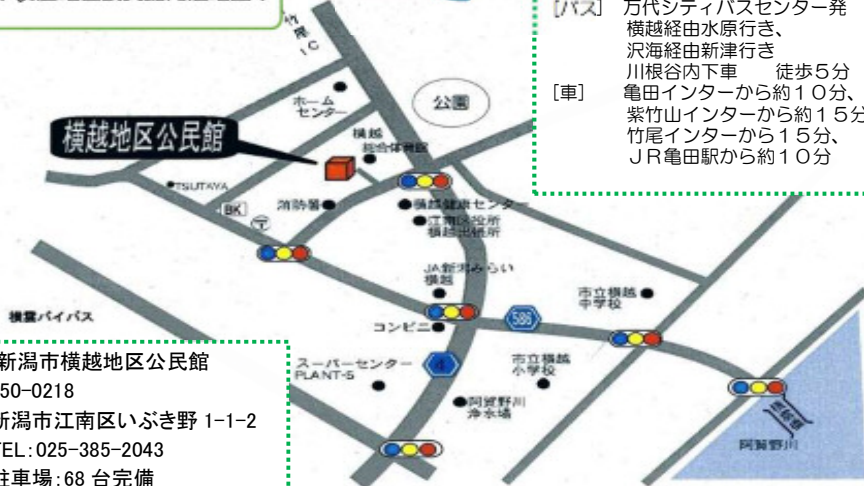 [バス] 万代シティバスセンター発
横越経由水原行き、
沢海経由新津行き
川根谷内下車 徒歩5分
[車] 亀田インターから約10分、
紫竹山インターから約15分
竹尾インターから15分、
JR亀田駅から約10分
竹尾IC
ホームセンター
公園
横越地区公民館
横越
総合体育館
TSUTAYA
BK
〒
消防署
横越健康センター
江南区役所
横越出張所
JA新潟みらい
横越
市立横越
中学校
横雲バイパス
コンビニ
586
4
スーパーセンター
PLANT-5
市立横越
小学校
阿賀野川
浄水場
阿賀野川
新潟市横越地区公民館
50-0218
新潟市江南区いぶき野 1-1-2
TEL:025-385-2043
駐車場:68 台完備